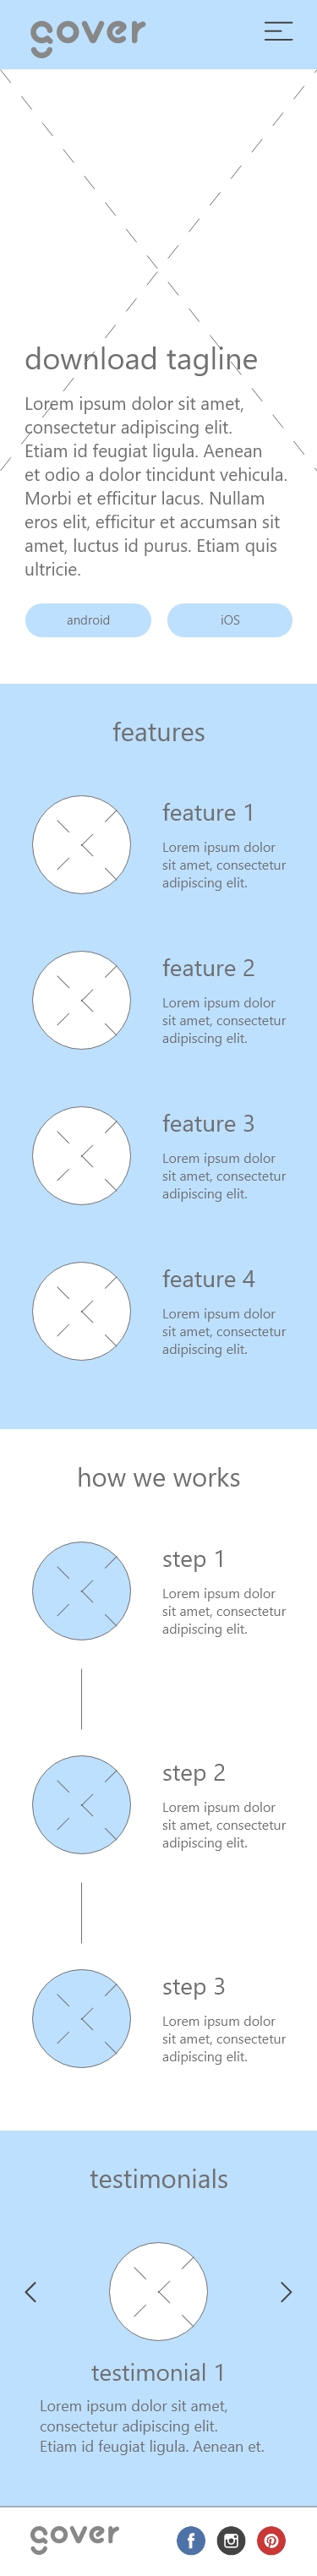 gover
download tagline
Lorem ipsum dolor sit amet,
consectetur adipiscing elit.
Etiam id feugiat ligula. Aenean
et odio a dolor tincidunt vehicula.
Morbi et efficitur lacus. Nullam
eros elit, efficitur et accumsan sit
amet, luctus id purus. Etiam quis
ultricie.
android
iOS
features
feature 1
Lorem ipsum dolor
sit amet, consectetur
adipiscing elit.
feature 2
Lorem ipsum dolor
sit amet, consectetur
adipiscing elit.
feature 3
Lorem ipsum dolor
sit amet, consectetur
adipiscing elit.
feature 4
Lorem ipsum dolor
sit amet, consectetur
adipiscing elit.
how we works
step 1
Lorem ipsum dolor
sit amet, consectetur
adipiscing elit.
step 2
Lorem ipsum dolor
sit amet, consectetur
adipiscing elit.
step 3
Lorem ipsum dolor
sit amet, consectetur
adipiscing elit.
testimonials
testimonial 1
Lorem ipsum dolor sit amet,
consectetur adipiscing elit.
Etiam id feugiat ligula. Aenean et.
gover